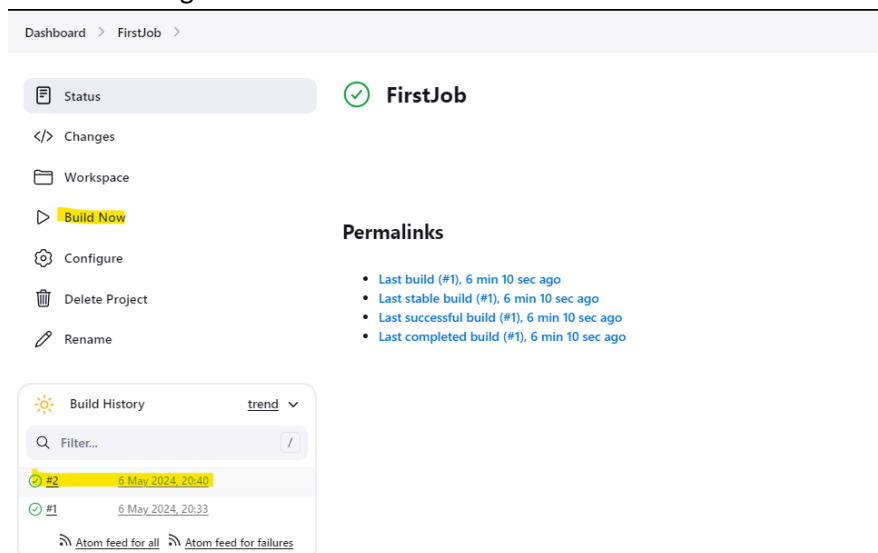 Dashboard > FirstJob >
Status
</> Changes
Workspace
Build Now
Configure
Delete Project
Rename
Build History trend
Filter... /
#2 6 May 2024, 20:40
#1 6 May 2024, 20:33
Atom feed for all Atom feed for failures
FirstJob
Permalinks
• Last build (#1), 6 min 10 sec ago
• Last stable build (#1), 6 min 10 sec ago
• Last successful build (#1), 6 min 10 sec ago
• Last completed build (#1), 6 min 10 sec ago